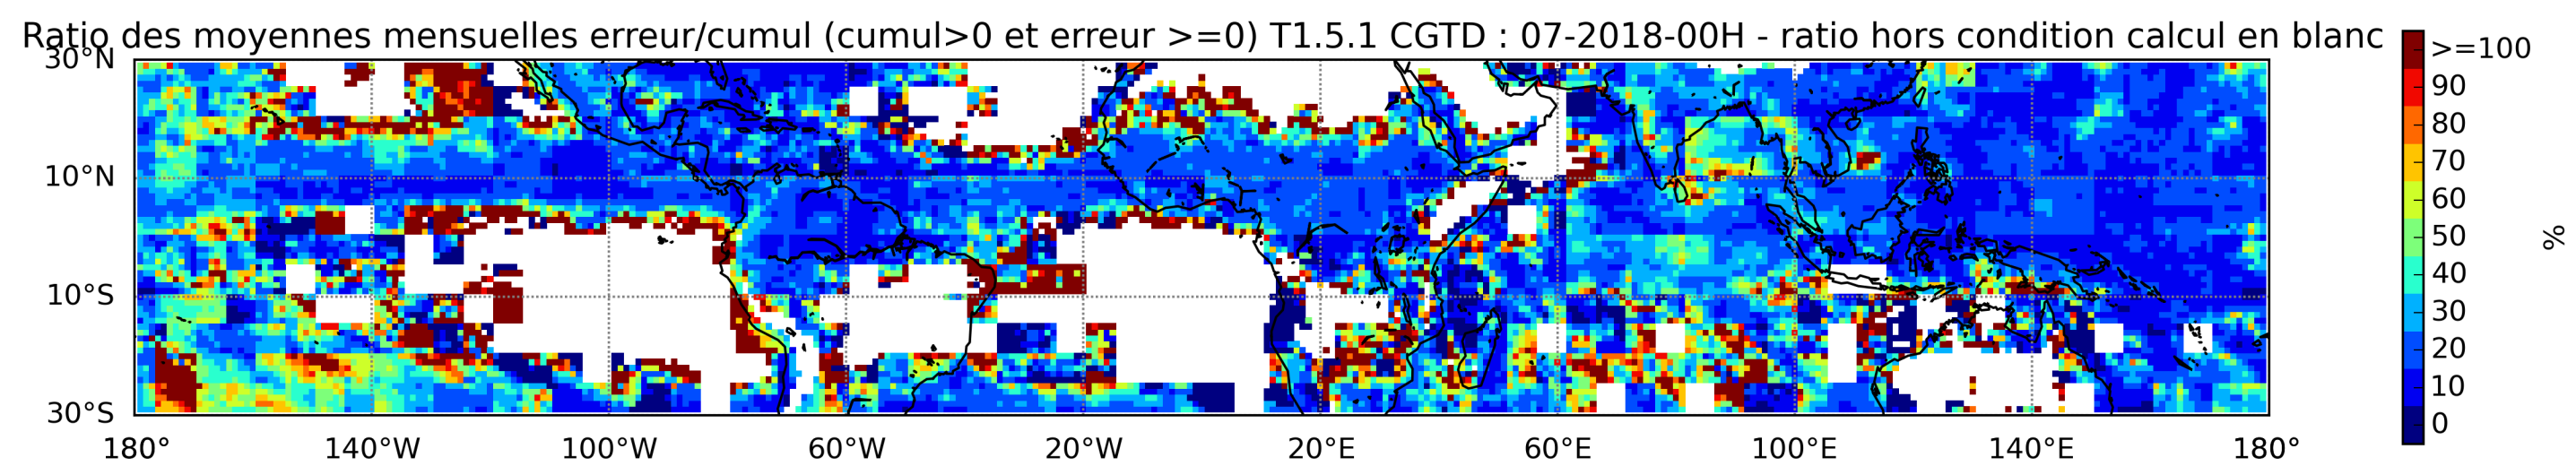 Ratio des moyennes mensuelles erreur/cumul (cumul>0 et erreur >=0) T1.5.1 CGTD : 07-2018-00H - ratio hors condition calcul en blanc
30°N
10°N
10°S
30°S
180° 140°W 100°W 60°W 20°W 20°E 60°E 100°E 140°E 180°
>=100
90
80
70
60
50
40
30
20
10
0
%